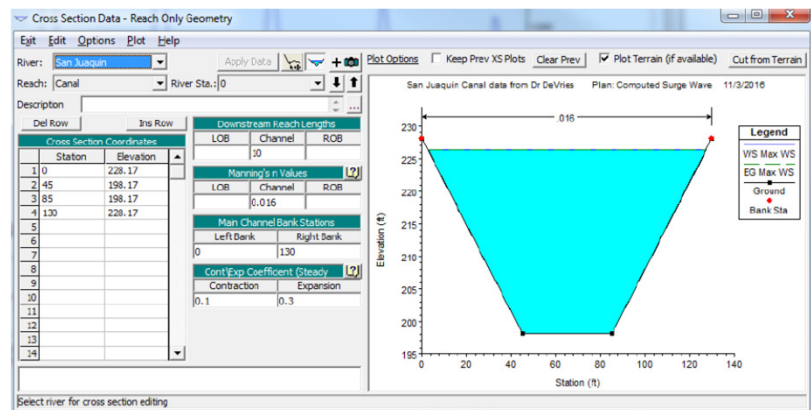 Cross Section Data - Reach Only Geometry
Exit Edit Options Plot Help
River: San Juaquin
Apply Data
Plot Options Keep Prev XS Plots Clear Prev Plot Terrain (if available) Cut from Terrain
Reach: Canal River Sta.: 0
Description
...
Del Row Ins Row
Cross Section Coordinates
Station Elevation
1 0 228.17
2 45 198.17
3 85 198.17
4 130 228.17
5
6
7
8
9
10
11
12
13
14
Downstream Reach Lengths
LOB Channel ROB
10
Manning's n Values
LOB Channel ROB
0.016
Main Channel Bank Stations
Left Bank Right Bank
0 130
Cont\Exp Coefficient (Steady
Contraction Expansion
0.1 0.3
San Juaquin Canal data from Dr DeVries Plan: Computed Surge Wave 11/3/2016
.016
230
225
220
215
210
205
200
195
Elevation (ft)
0 20 40 60 80 100 120 140
Station (ft)
Legend
WS Max WS
EG Max WS
Ground
Bank Sta
Select river for cross section editing